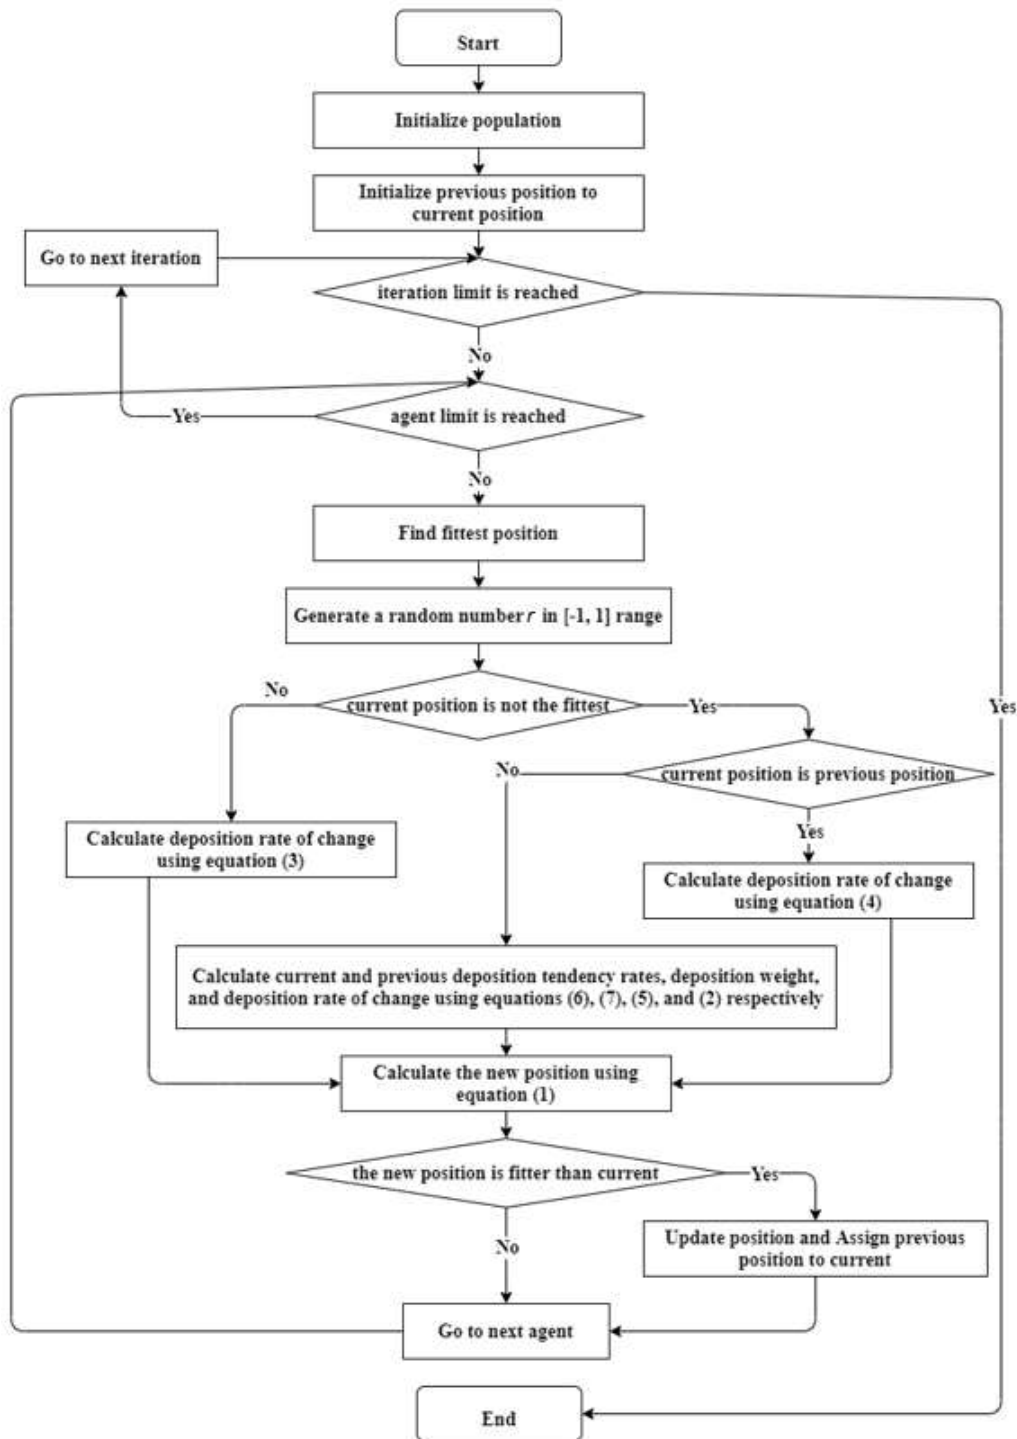 Start
Initialize population
Initialize previous position to
current position
Go to next iteration
iteration limit is reached
No
agent limit is reached
Yes
No
Find fittest position
Generate a random number r in [-1, 1] range
No
current position is not the fittest
Yes
Yes
No
current position is previous position
Yes
Calculate deposition rate of change
using equation (3)
Calculate deposition rate of change
using equation (4)
Calculate current and previous deposition tendency rates, deposition weight,
and deposition rate of change using equations (6), (7), (5), and (2) respectively
Calculate the new position using
equation (1)
the new position is fitter than current
Yes
No
Update position and Assign previous
position to current
Go to next agent
End